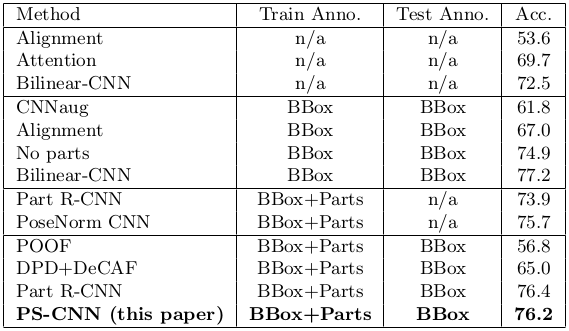 Method Train Anno. Test Anno. Acc.
Alignment n/a n/a 53.6
Attention n/a n/a 69.7
Bilinear-CNN n/a n/a 72.5
CNNaug BBox BBox 61.8
Alignment BBox BBox 67.0
No parts BBox BBox 74.9
Bilinear-CNN BBox BBox 77.2
Part R-CNN BBox+Parts n/a 73.9
PoseNorm CNN BBox+Parts n/a 75.7
POOF BBox+Parts BBox 56.8
DPD+DeCAF BBox+Parts BBox 65.0
Part R-CNN BBox+Parts BBox 76.4
PS-CNN (this paper) BBox+Parts BBox 76.2